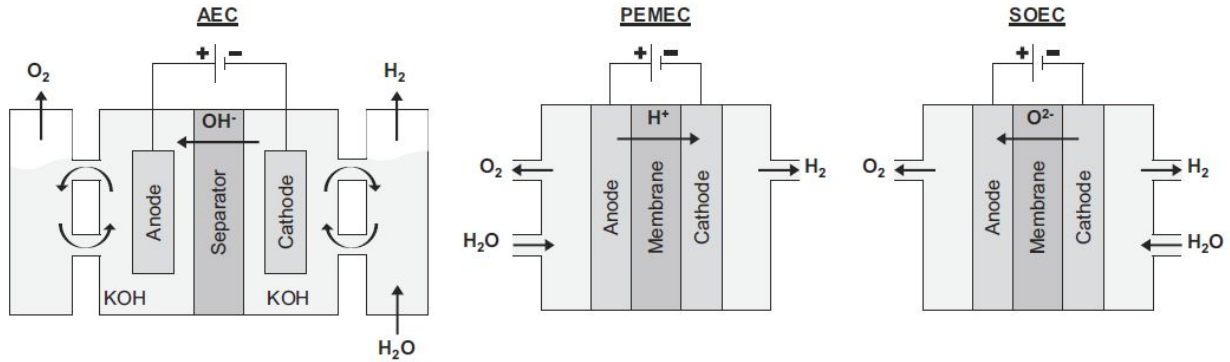 AEC
+ −
O₂
H₂
OH⁻
Anode
Separator
Cathode
KOH
KOH
H₂O
PEMEC
+ −
H⁺
O₂
H₂
H₂O
Anode
Membrane
Cathode
SOEC
+ −
O²⁻
O₂
H₂
H₂O
Anode
Membrane
Cathode